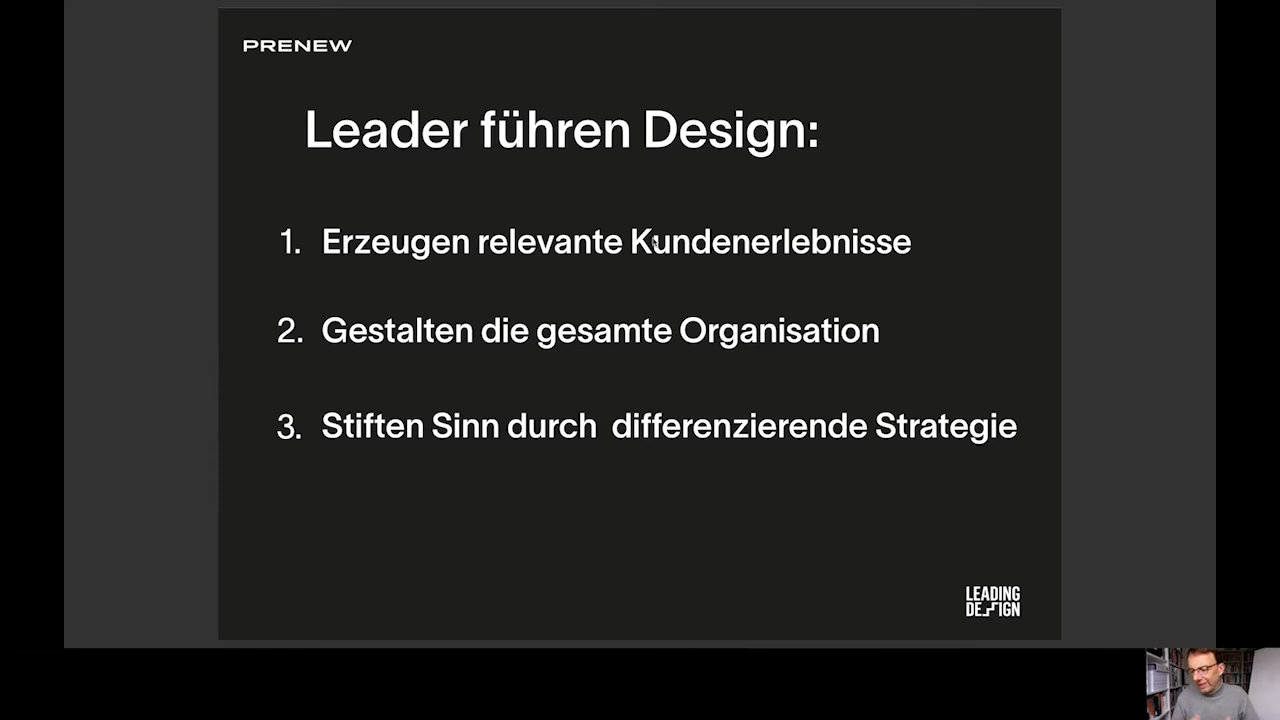 PRENEW
Leader führen Design:
1. Erzeugen relevante Kundenerlebnisse
2. Gestalten die gesamte Organisation
3. Stiften Sinn durch differenzierende Strategie
LEADING
DESIGN